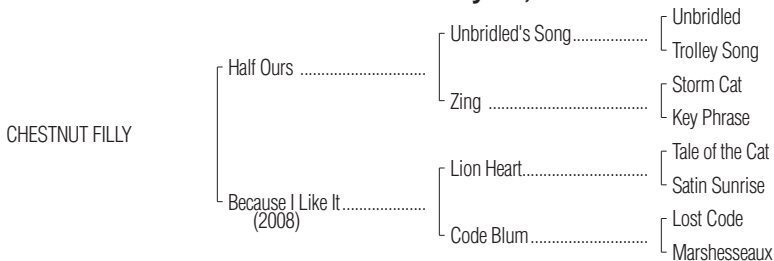 Unbridled
Unbridled's Song
Trolley Song
Half Ours
Storm Cat
Zing
Key Phrase
CHESTNUT FILLY
Tale of the Cat
Lion Heart
Satin Sunrise
Because I Like It
(2008)
Lost Code
Code Blum
Marshesseaux